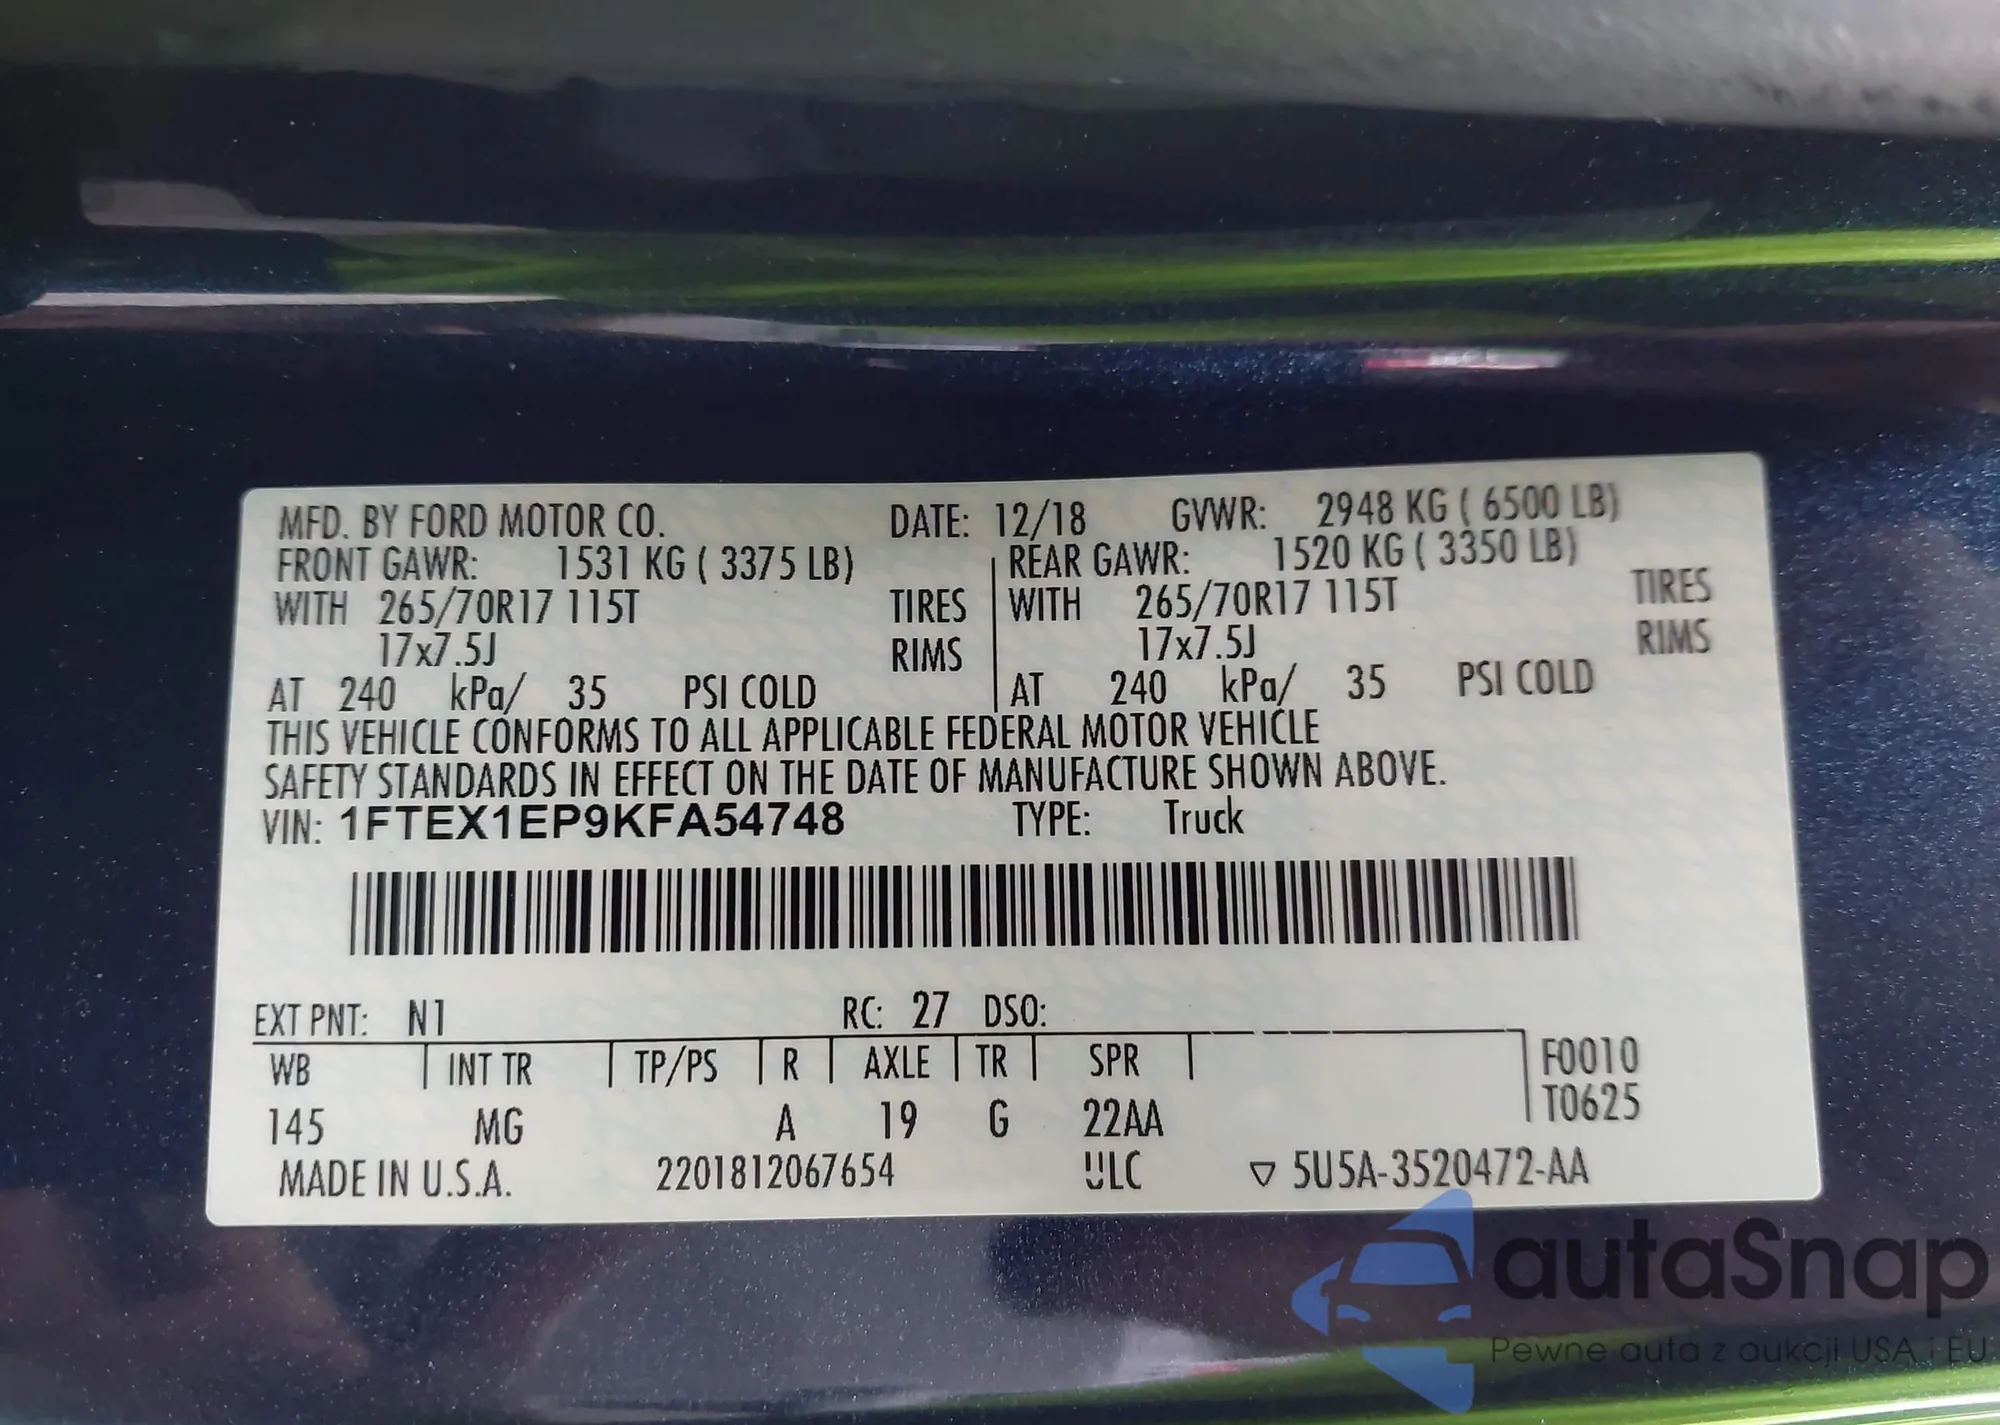 MFD. BY FORD MOTOR CO. DATE: 12/18 GVWR: 2948 KG ( 6500 LB)
FRONT GAWR: 1531 KG ( 3375 LB) REAR GAWR: 1520 KG ( 3350 LB)
WITH 265/70R17 115T TIRES WITH 265/70R17 115T TIRES
17x7.5J RIMS 17x7.5J RIMS
AT 240 kPa/ 35 PSI COLD AT 240 kPa/ 35 PSI COLD
THIS VEHICLE CONFORMS TO ALL APPLICABLE FEDERAL MOTOR VEHICLE
SAFETY STANDARDS IN EFFECT ON THE DATE OF MANUFACTURE SHOWN ABOVE.
VIN: 1FTEX1EP9KFA54748 TYPE: Truck
EXT PNT: N1 RC: 27 DSO:
WB INT TR TP/PS R AXLE TR SPR F0010
T0625
145 MG A 19 G 22AA
MADE IN U.S.A. 2201812067654 ULC ▽ 5U5A-3520472-AA
autaSnap
Pewne auta z aukcji USA i EU